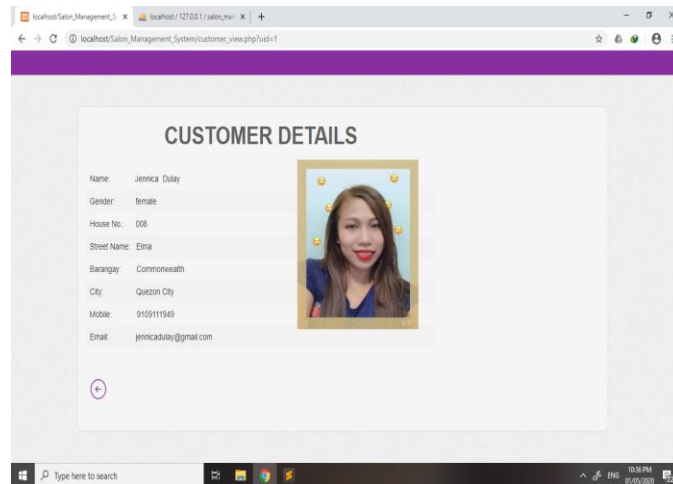 localhost/Salon_Management_S
localhost / 127.0.0.1 / salon_man
localhost/Salon_Management_System/customer_view.php?uid=1
CUSTOMER DETAILS
Name: Jennica Dulay
Gender: female
House No.: 008
Street Name: Elma
Barangay: Commonwealth
City: Quezon City
Mobile: 9109111949
Email: jennicadulay@gmail.com
Type here to search
ENG
10:36 PM
01/05/2020